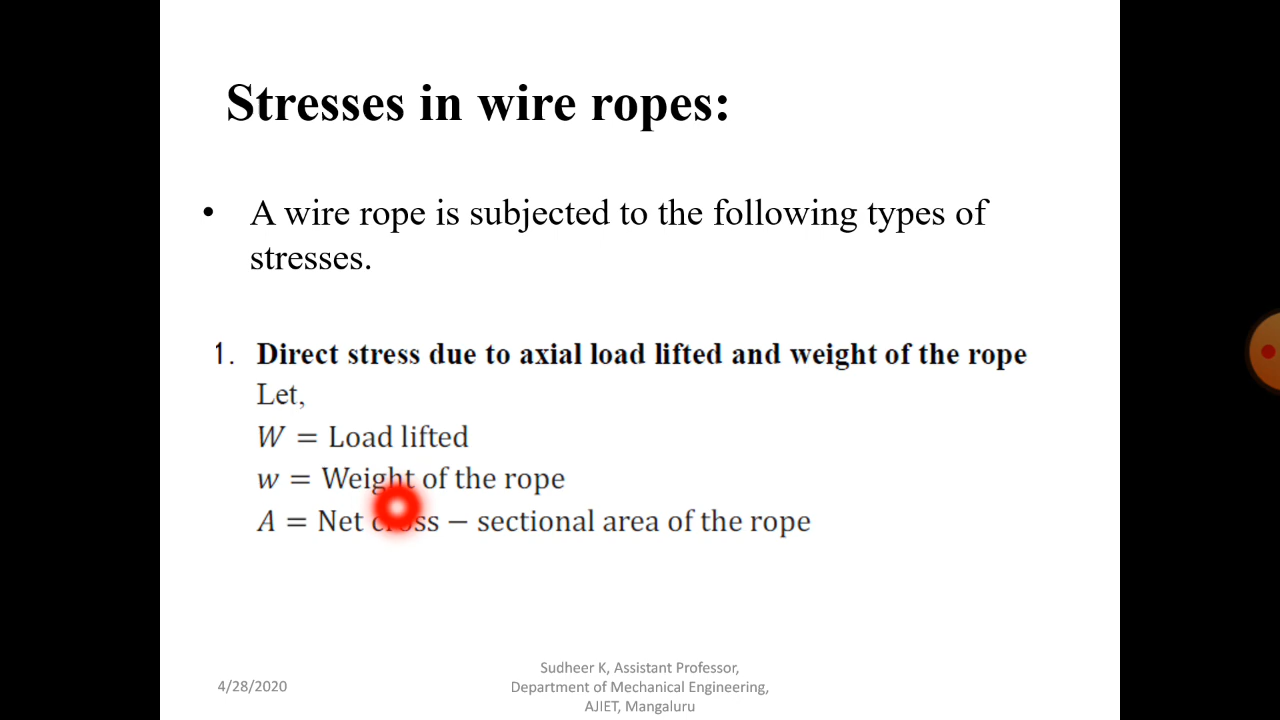 Stresses in wire ropes:
• A wire rope is subjected to the following types of
stresses.
1. Direct stress due to axial load lifted and weight of the rope
Let,
W = Load lifted
w = Weight of the rope
A = Net cross − sectional area of the rope
4/28/2020
Sudheer K, Assistant Professor,
Department of Mechanical Engineering,
AJIET, Mangaluru